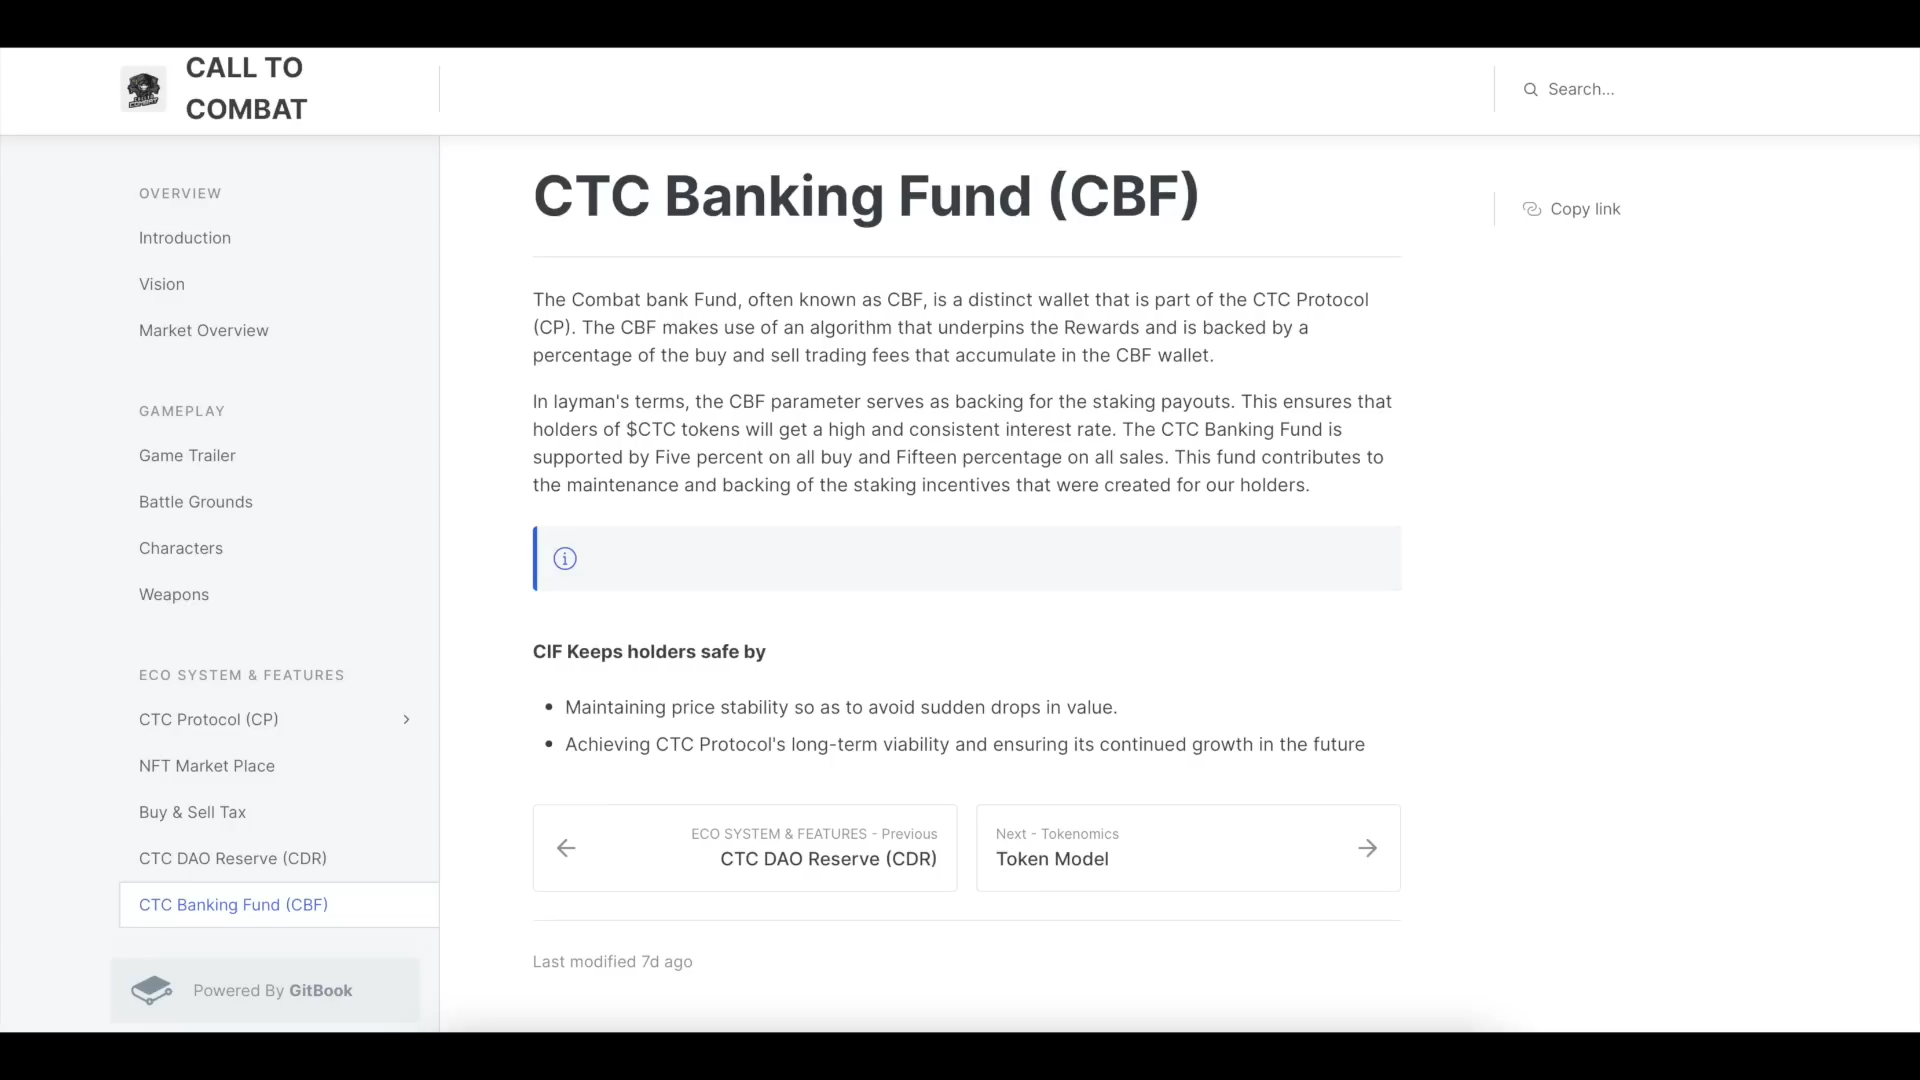 CALL TO
COMBAT
Search...
OVERVIEW
Introduction
Vision
Market Overview
GAMEPLAY
Game Trailer
Battle Grounds
Characters
Weapons
ECO SYSTEM & FEATURES
CTC Protocol (CP)
NFT Market Place
Buy & Sell Tax
CTC DAO Reserve (CDR)
CTC Banking Fund (CBF)
Powered By GitBook
CTC Banking Fund (CBF)
Copy link
The Combat bank Fund, often known as CBF, is a distinct wallet that is part of the CTC Protocol
(CP). The CBF makes use of an algorithm that underpins the Rewards and is backed by a
percentage of the buy and sell trading fees that accumulate in the CBF wallet.
In layman's terms, the CBF parameter serves as backing for the staking payouts. This ensures that
holders of $CTC tokens will get a high and consistent interest rate. The CTC Banking Fund is
supported by Five percent on all buy and Fifteen percentage on all sales. This fund contributes to
the maintenance and backing of the staking incentives that were created for our holders.
CIF Keeps holders safe by
• Maintaining price stability so as to avoid sudden drops in value.
• Achieving CTC Protocol's long-term viability and ensuring its continued growth in the future
ECO SYSTEM & FEATURES - Previous
CTC DAO Reserve (CDR)
Next - Tokenomics
Token Model
Last modified 7d ago